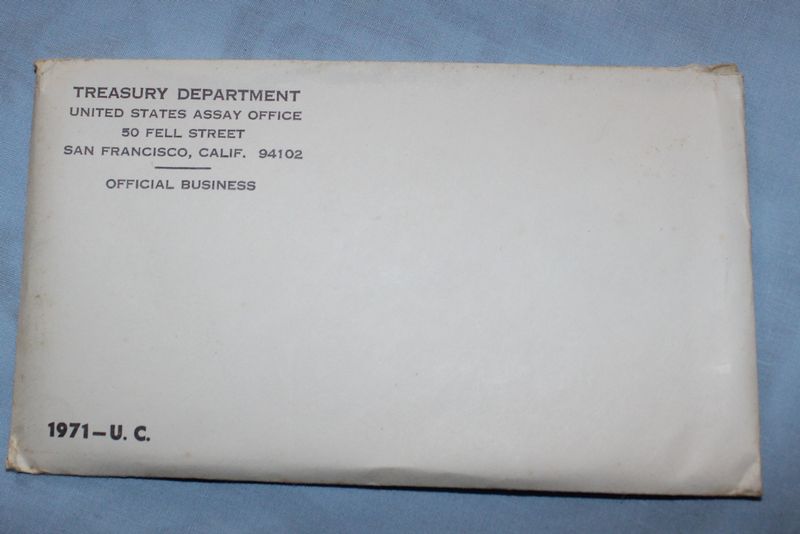 TREASURY DEPARTMENT
UNITED STATES ASSAY OFFICE
50 FELL STREET
SAN FRANCISCO, CALIF. 94102
OFFICIAL BUSINESS
1971–U. C.